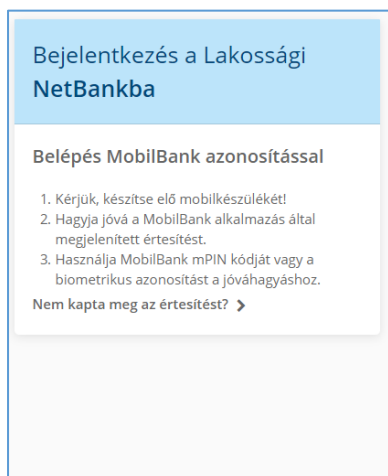 Bejelentkezés a Lakossági
NetBankba
Belépés MobilBank azonosítással
1. Kérjük, készítse elő mobilkészülékét!
2. Hagyja jóvá a MobilBank alkalmazás által
megjelenített értesítést.
3. Használja MobilBank mPIN kódját vagy a
biometrikus azonosítást a jóváhagyáshoz.
Nem kapta meg az értesítést?